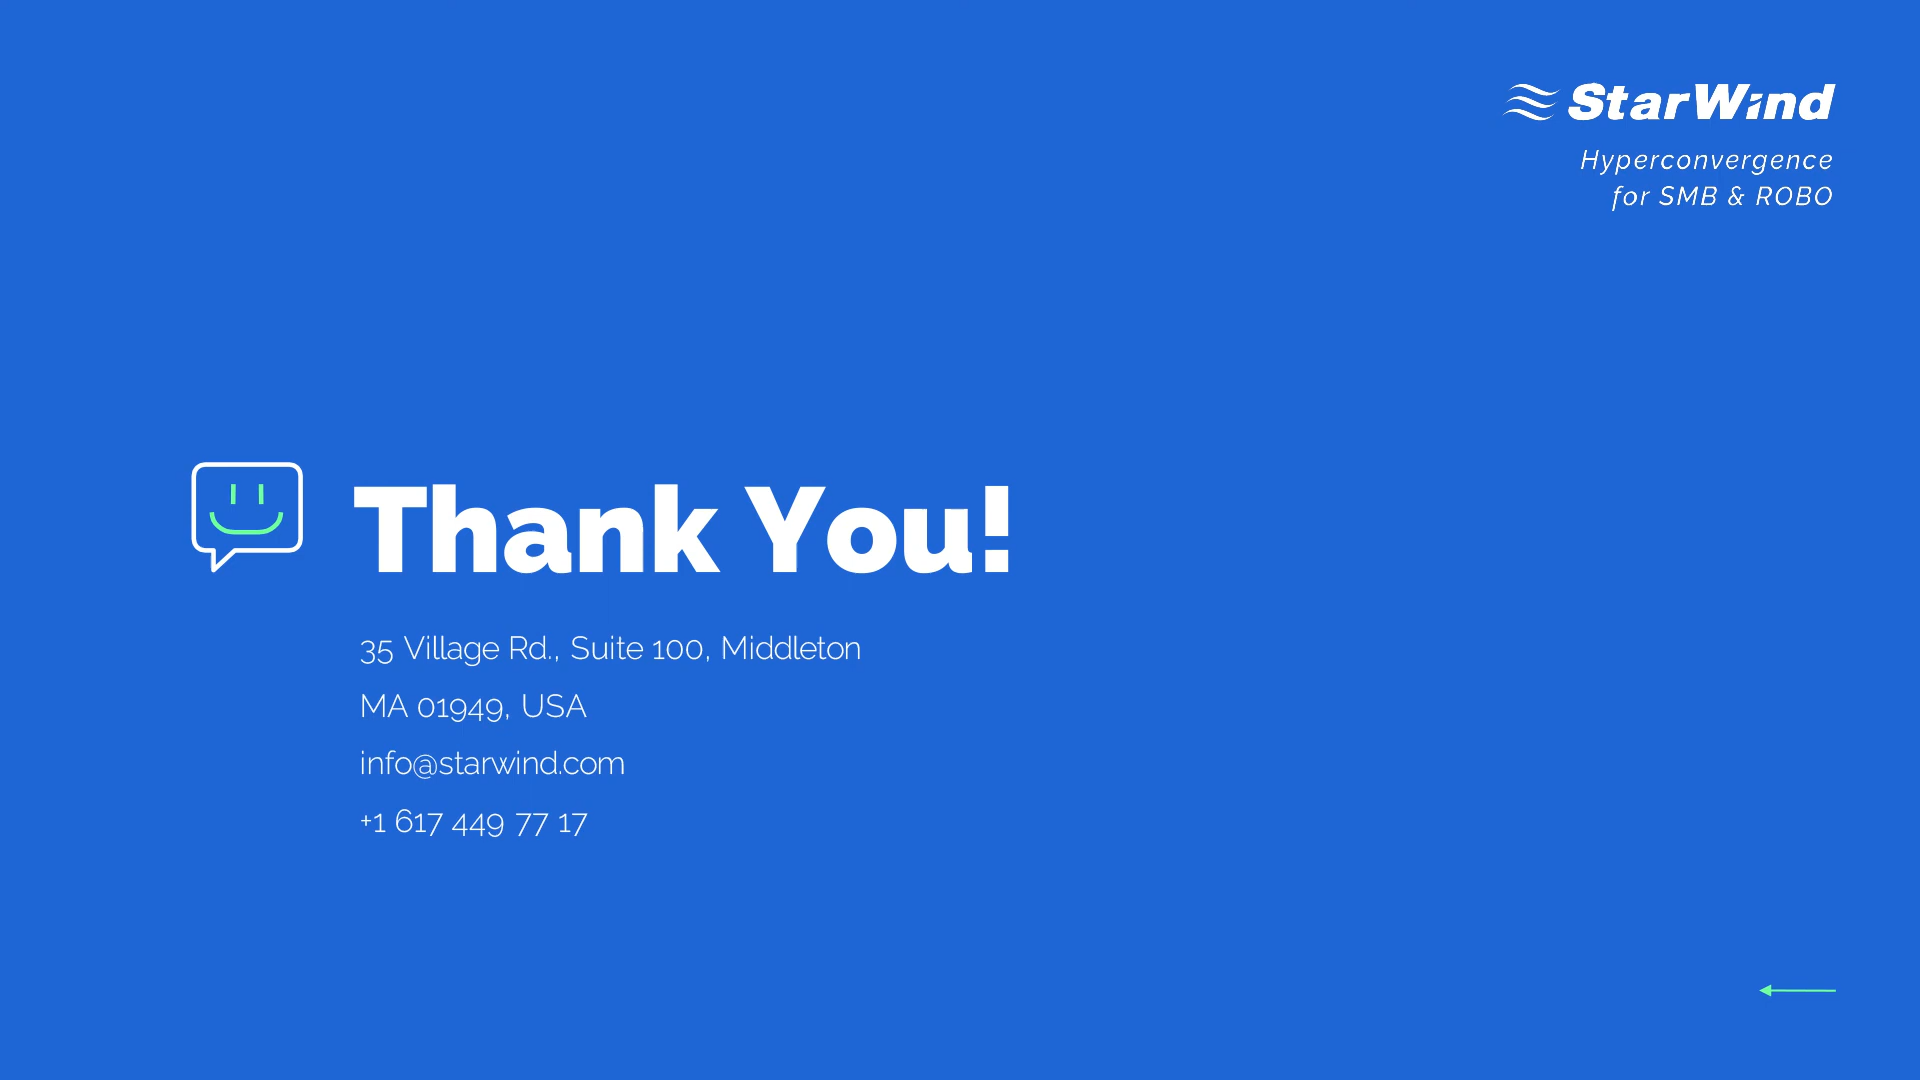 StarWind
Hyperconvergence
for SMB & ROBO
Thank You!
35 Village Rd., Suite 100, Middleton
MA 01949, USA
info@starwind.com
+1 617 449 77 17